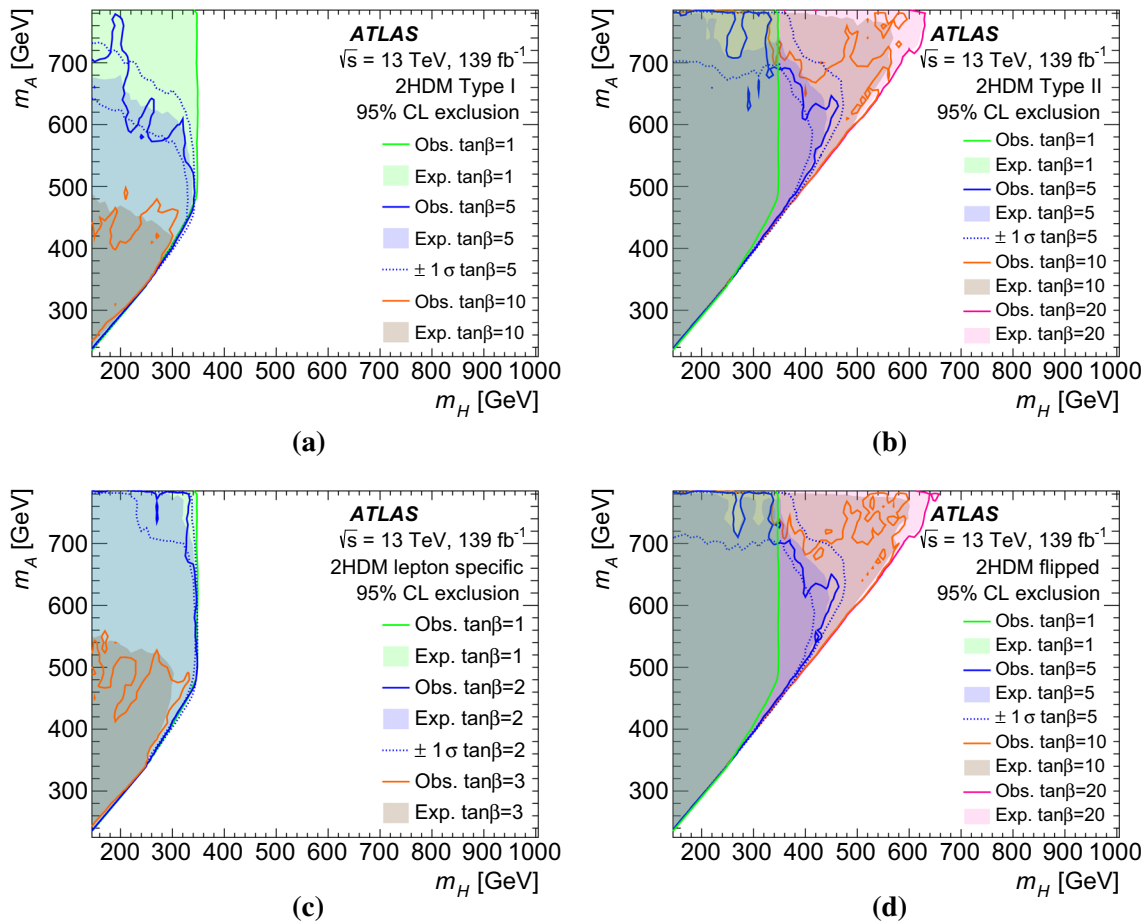 ATLAS
√s = 13 TeV, 139 fb⁻¹
2HDM Type I
95% CL exclusion
Obs. tanβ=1
Exp. tanβ=1
Obs. tanβ=5
Exp. tanβ=5
± 1 σ tanβ=5
Obs. tanβ=10
Exp. tanβ=10
m_A [GeV]
700
600
500
400
300
200 300 400 500 600 700 800 900 1000
m_H [GeV]
(a)
ATLAS
√s = 13 TeV, 139 fb⁻¹
2HDM Type II
95% CL exclusion
Obs. tanβ=1
Exp. tanβ=1
Obs. tanβ=5
Exp. tanβ=5
± 1 σ tanβ=5
Obs. tanβ=10
Exp. tanβ=10
Obs. tanβ=20
Exp. tanβ=20
m_A [GeV]
700
600
500
400
300
200 300 400 500 600 700 800 900 1000
m_H [GeV]
(b)
ATLAS
√s = 13 TeV, 139 fb⁻¹
2HDM lepton specific
95% CL exclusion
Obs. tanβ=1
Exp. tanβ=1
Obs. tanβ=2
Exp. tanβ=2
± 1 σ tanβ=2
Obs. tanβ=3
Exp. tanβ=3
m_A [GeV]
700
600
500
400
300
200 300 400 500 600 700 800 900 1000
m_H [GeV]
(c)
ATLAS
√s = 13 TeV, 139 fb⁻¹
2HDM flipped
95% CL exclusion
Obs. tanβ=1
Exp. tanβ=1
Obs. tanβ=5
Exp. tanβ=5
± 1 σ tanβ=5
Obs. tanβ=10
Exp. tanβ=10
Obs. tanβ=20
Exp. tanβ=20
m_A [GeV]
700
600
500
400
300
200 300 400 500 600 700 800 900 1000
m_H [GeV]
(d)